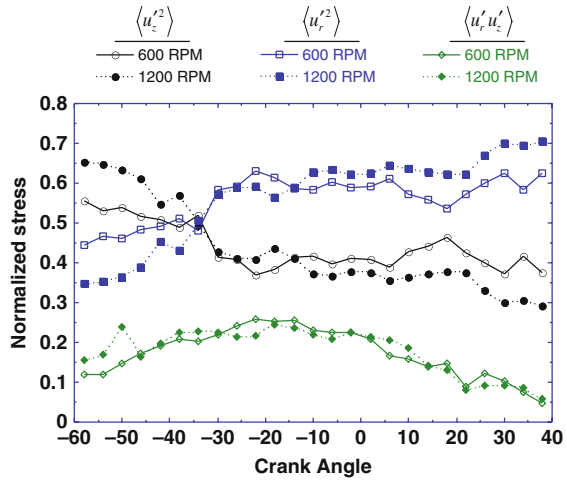 ⟨u′z²⟩ ⟨u′r²⟩ ⟨u′r u′z⟩
600 RPM 600 RPM 600 RPM
1200 RPM 1200 RPM 1200 RPM
0.8
0.7
0.6
0.5
0.4
0.3
0.2
0.1
0
Normalized stress
−60 −50 −40 −30 −20 −10 0 10 20 30 40
Crank Angle